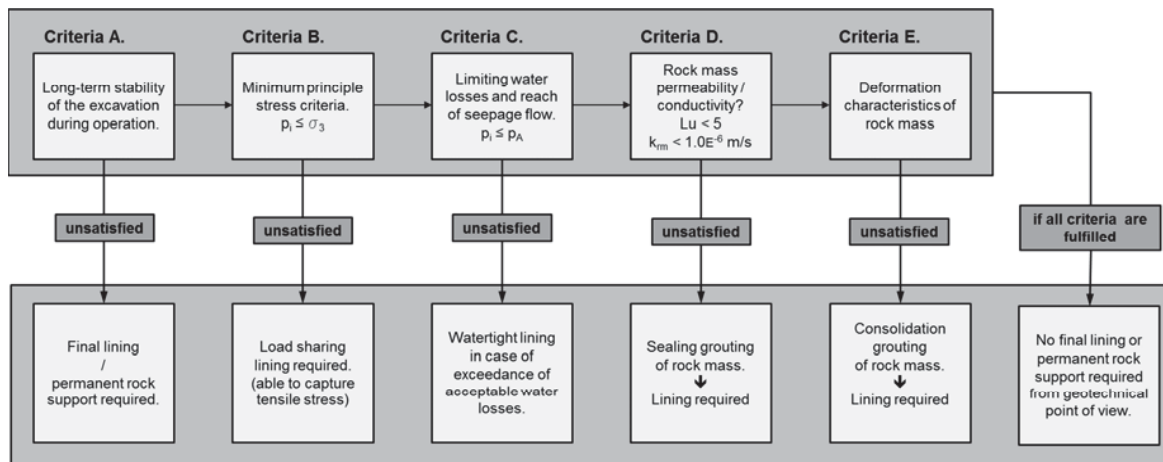 Criteria A.
Long-term stability
of the excavation
during operation.
Criteria B.
Minimum principle
stress criteria.
pᵢ ≤ σ₃
Criteria C.
Limiting water
losses and reach
of seepage flow.
pᵢ ≤ p_A
Criteria D.
Rock mass
permeability /
conductivity?
Lu < 5
kᵣₘ < 1.0E⁻⁶ m/s
Criteria E.
Deformation
characteristics of
rock mass
unsatisfied
unsatisfied
unsatisfied
unsatisfied
unsatisfied
if all criteria are
fulfilled
Final lining
/
permanent rock
support required.
Load sharing
lining required.
(able to capture
tensile stress)
Watertight lining
in case of
exceedance of
acceptable water
losses.
Sealing grouting
of rock mass.
Lining required
Consolidation
grouting
of rock mass.
Lining required
No final lining or
permanent rock
support required
from geotechnical
point of view.